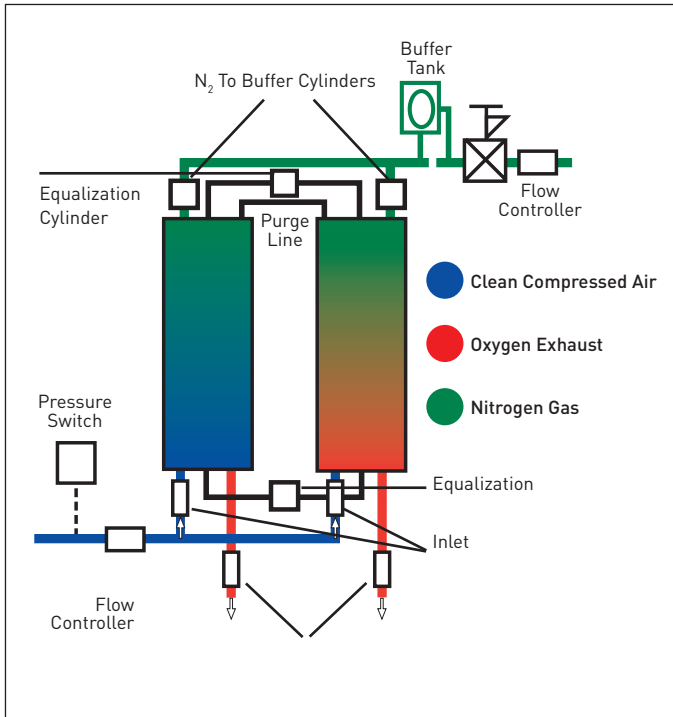 Buffer
Tank
N₂ To Buffer Cylinders
Equalization
Cylinder
Purge
Line
Flow
Controller
Clean Compressed Air
Oxygen Exhaust
Nitrogen Gas
Pressure
Switch
Equalization
Inlet
Flow
Controller